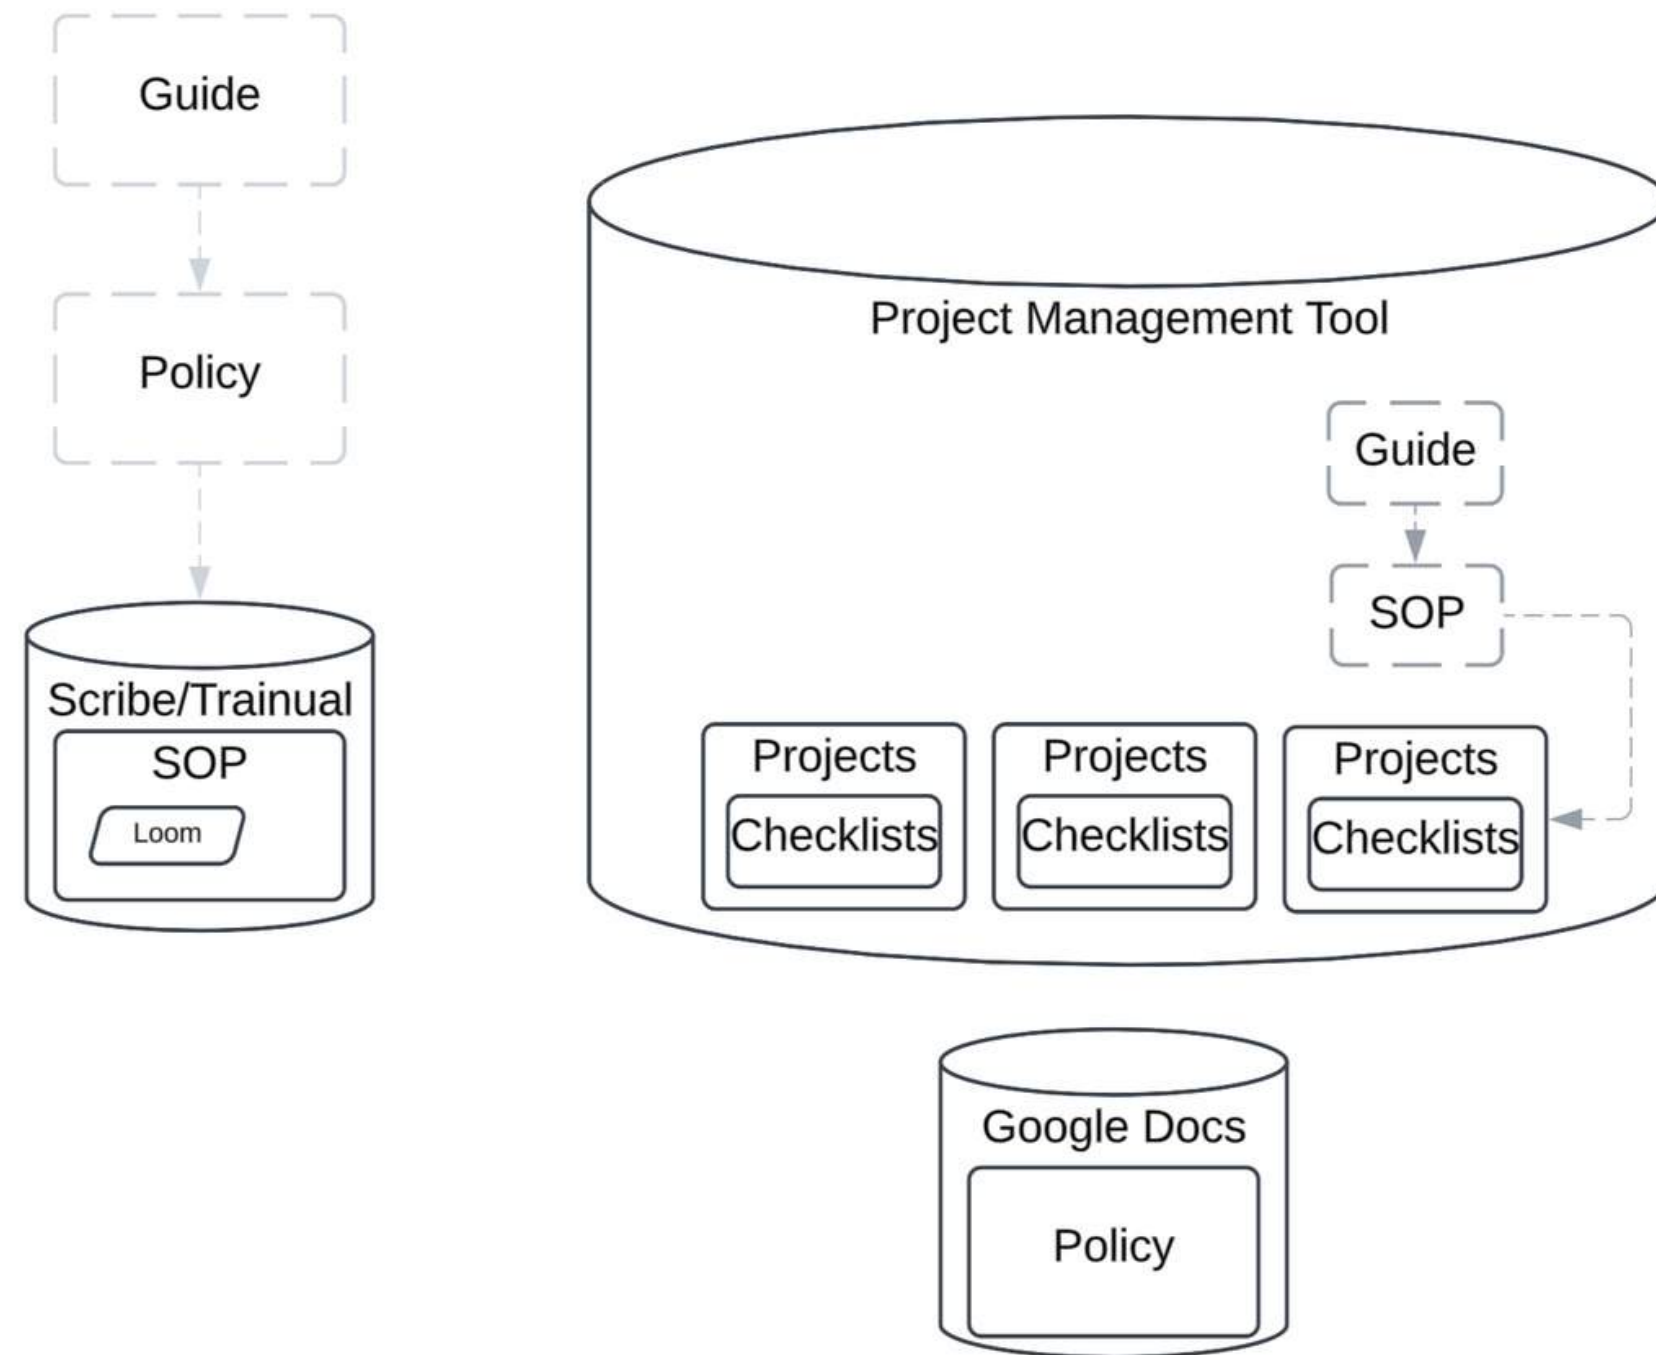 Guide
Policy
Scribe/Trainual
SOP
Loom
Project Management Tool
Guide
SOP
Projects
Checklists
Projects
Checklists
Projects
Checklists
Google Docs
Policy